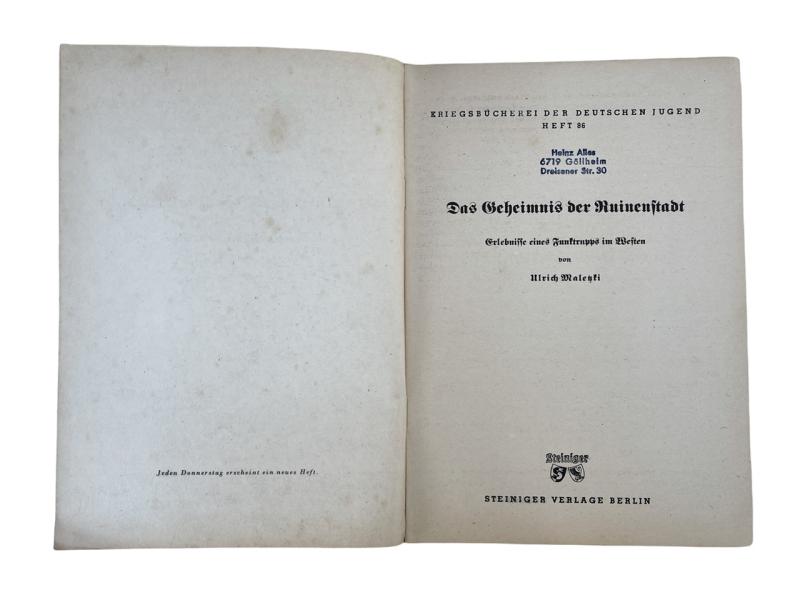 Jeden Donnerstag erscheint ein neues Heft.
KRIEGSBÜCHEREI DER DEUTSCHEN JUGEND
HEFT 86
Heinz Alles
6719 Göllheim
Dreisener Str. 30
Das Geheimnis der Ruinenstadt
Erlebnisse eines Funktrupps im Westen
von
Ulrich Maletzki
Steiniger
STEINIGER VERLAGE BERLIN